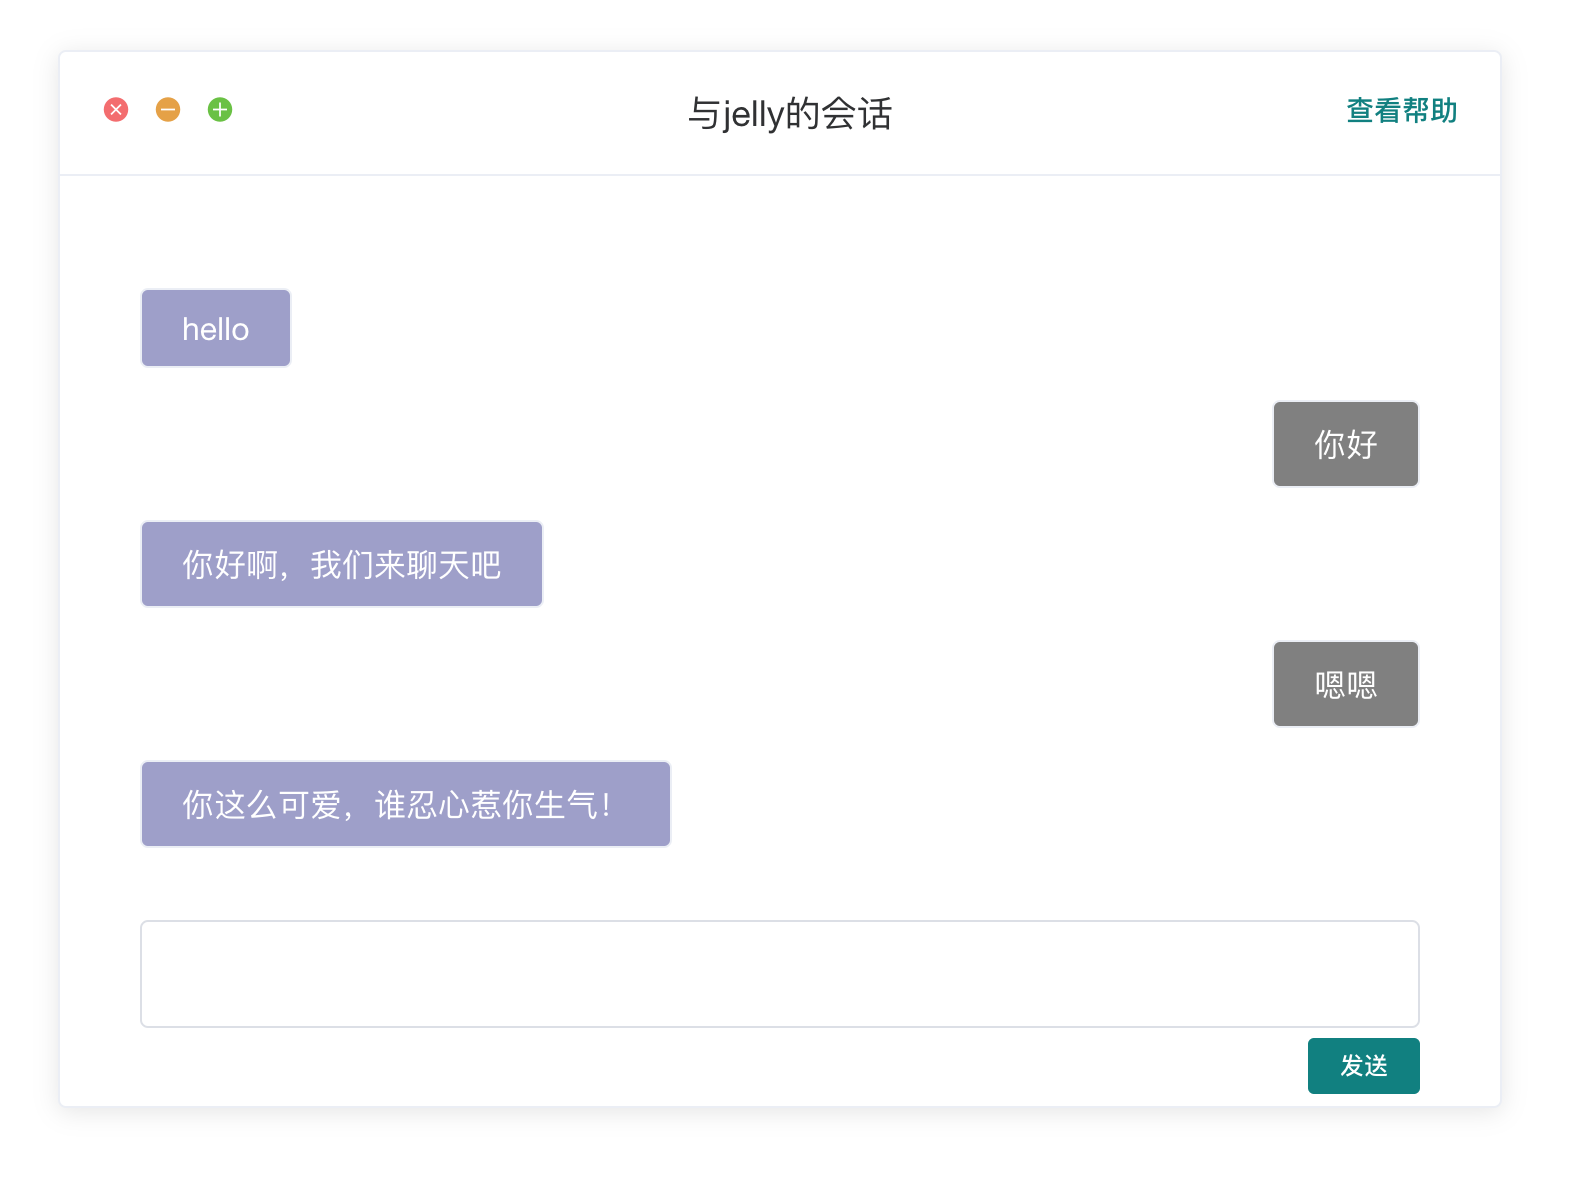 与jelly的会话
查看帮助
hello
你好
你好啊，我们来聊天吧
嗯嗯
你这么可爱，谁忍心惹你生气！
发送